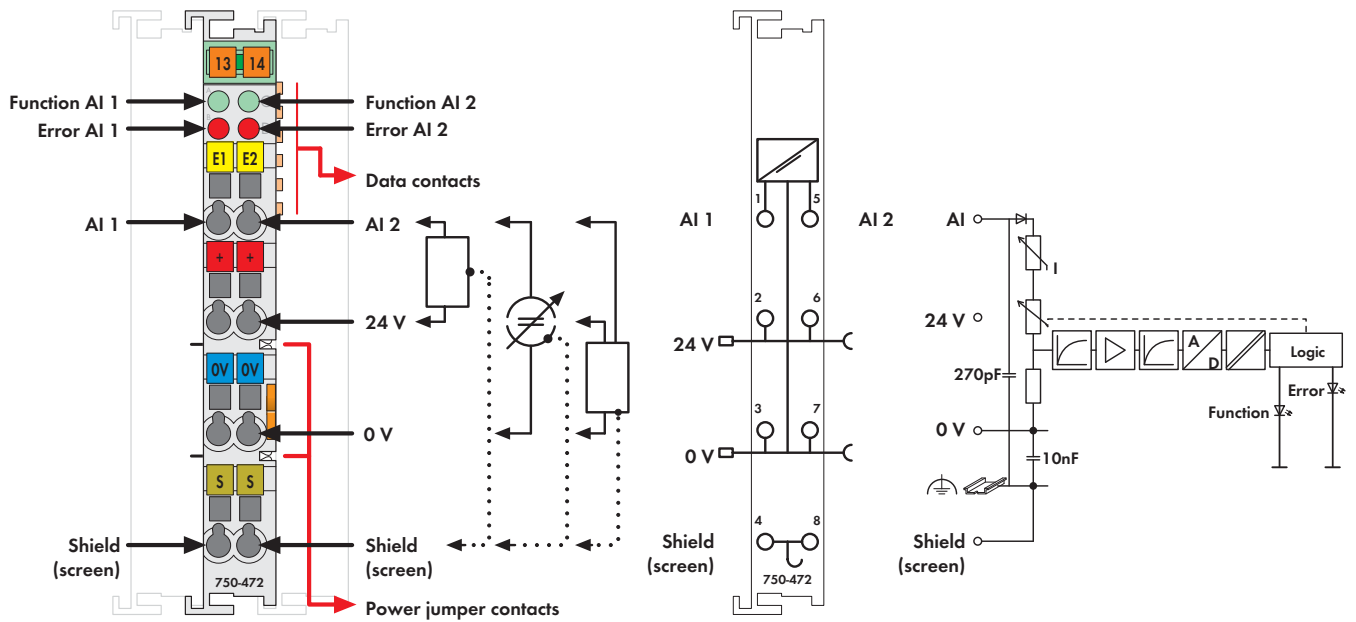 13 14
Function AI 1
Function AI 2
Error AI 1
Error AI 2
E1 E2
Data contacts
AI 1
AI 2
+ +
24 V
0V 0V
0 V
S S
Shield
(screen)
Shield
(screen)
750-472
Power jumper contacts
1 5
AI 1
AI 2
2 6
24 V
3 7
0 V
4 8
Shield
(screen)
750-472
AI
I
24 V
A
D
Logic
270pF
Error
Function
0 V
10nF
Shield
(screen)